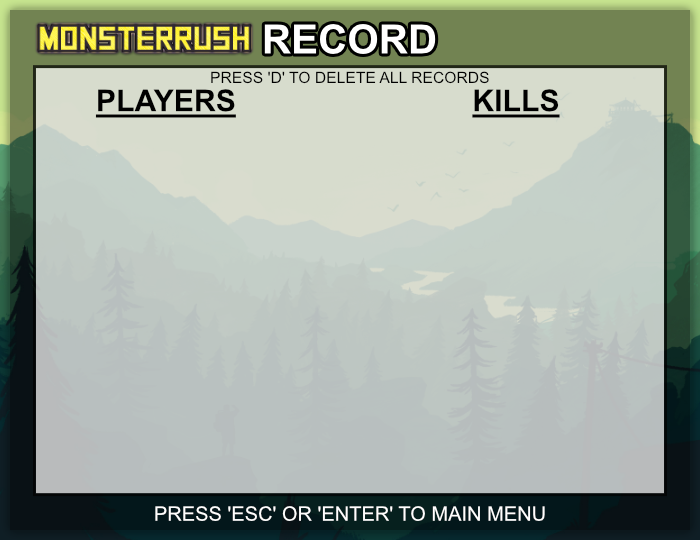 MONSTERRUSH RECORD
PRESS 'D' TO DELETE ALL RECORDS
PLAYERS KILLS
PRESS 'ESC' OR 'ENTER' TO MAIN MENU